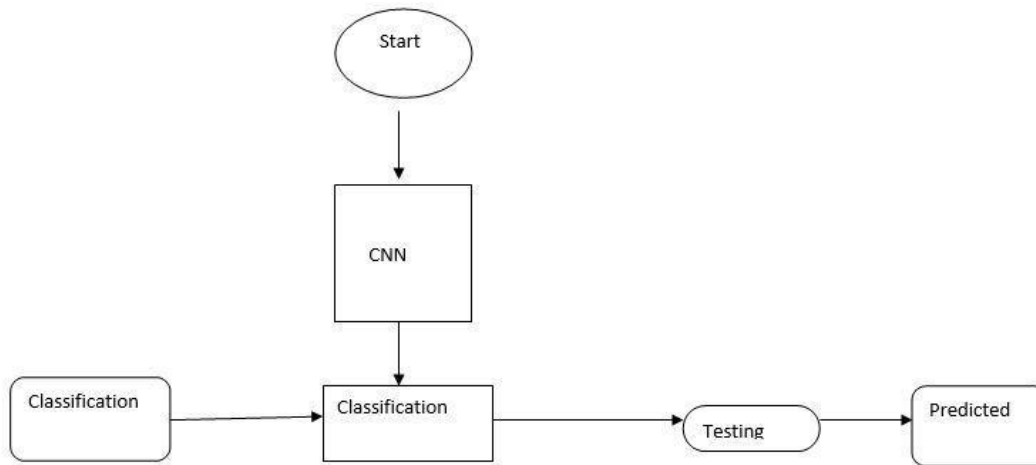 Start
CNN
Classification
Classification
Testing
Predicted